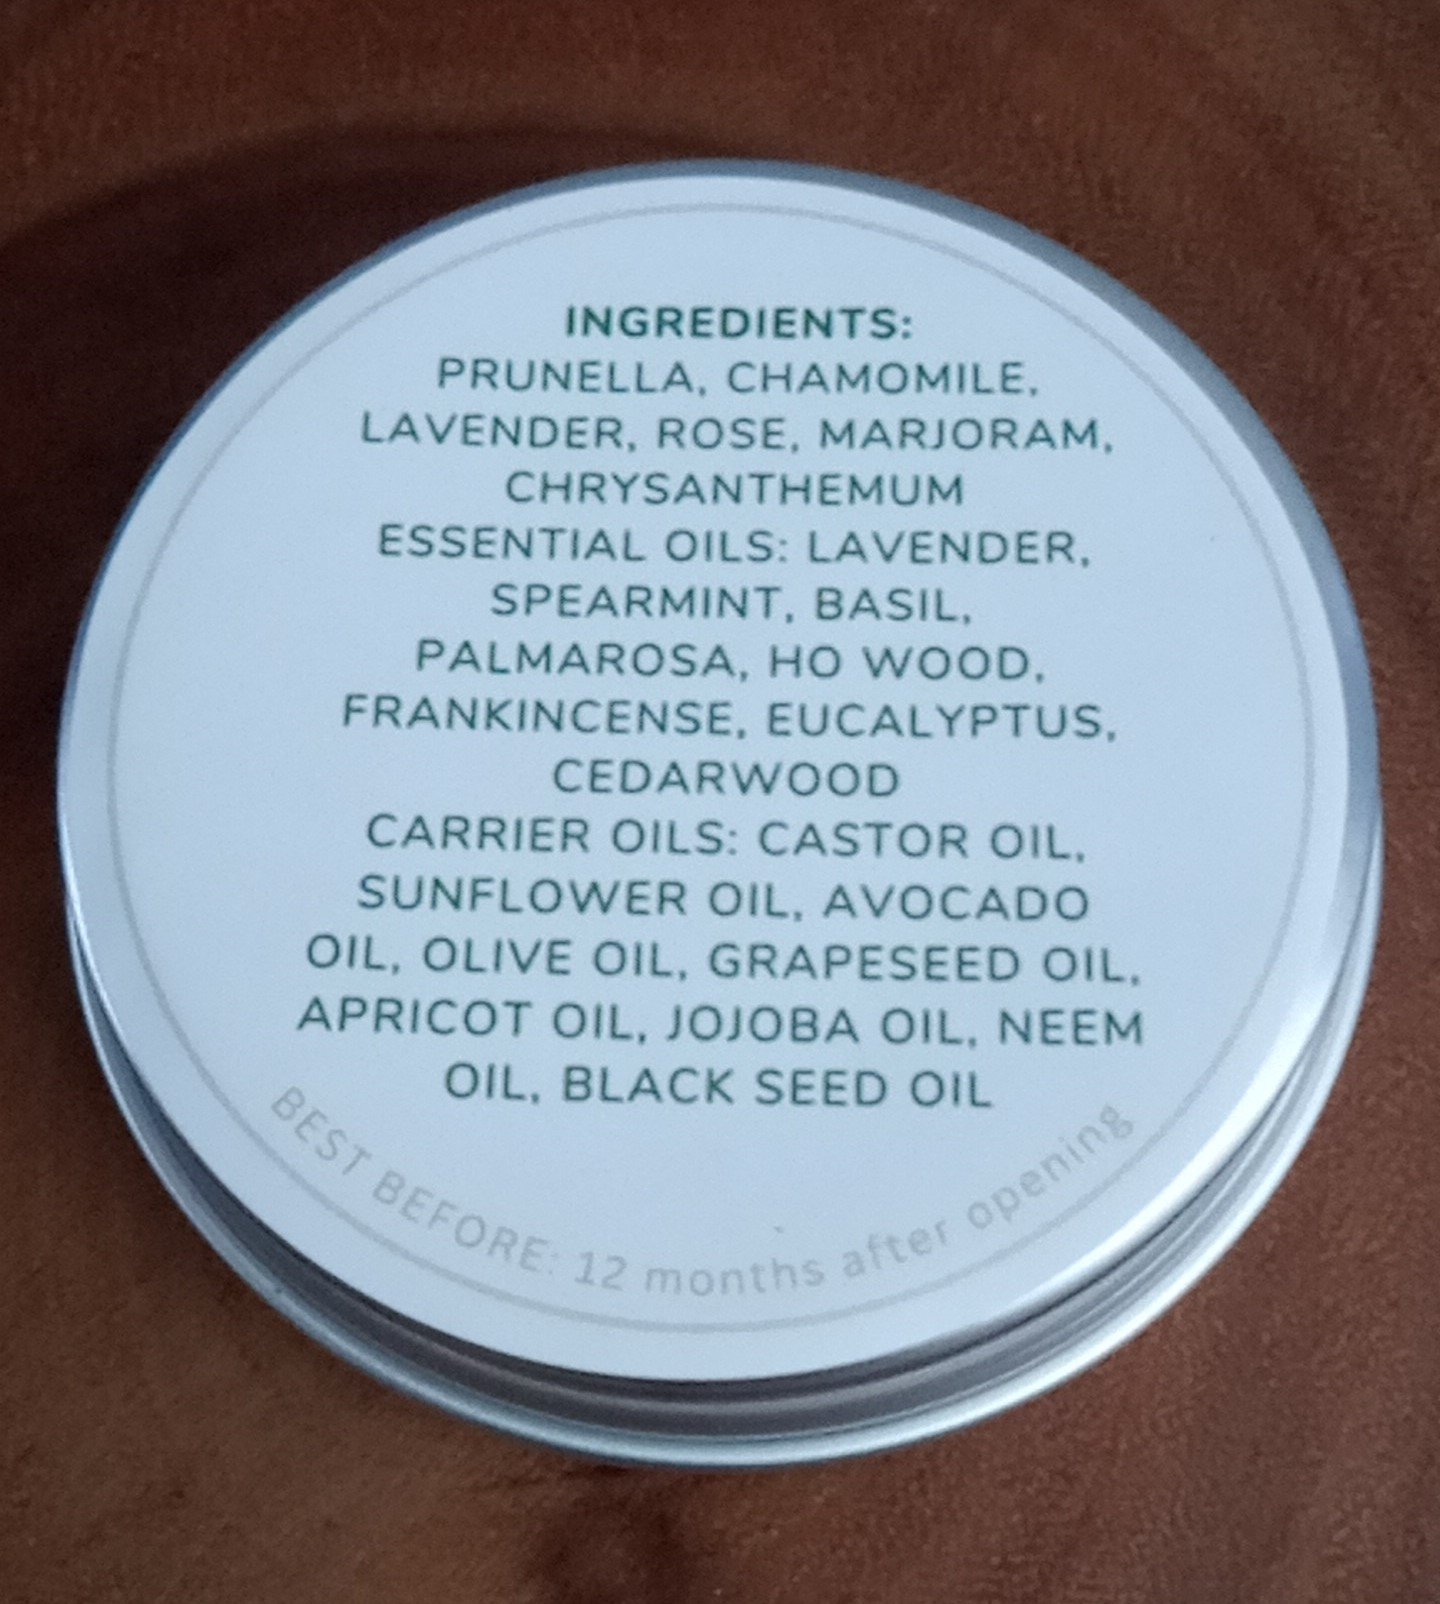 INGREDIENTS:
PRUNELLA, CHAMOMILE,
LAVENDER, ROSE, MARJORAM,
CHRYSANTHEMUM
ESSENTIAL OILS: LAVENDER,
SPEARMINT, BASIL,
PALMAROSA, HO WOOD,
FRANKINCENSE, EUCALYPTUS,
CEDARWOOD
CARRIER OILS: CASTOR OIL,
SUNFLOWER OIL, AVOCADO
OIL, OLIVE OIL, GRAPESEED OIL,
APRICOT OIL, JOJOBA OIL, NEEM
OIL, BLACK SEED OIL
BEST BEFORE: 12 months after opening